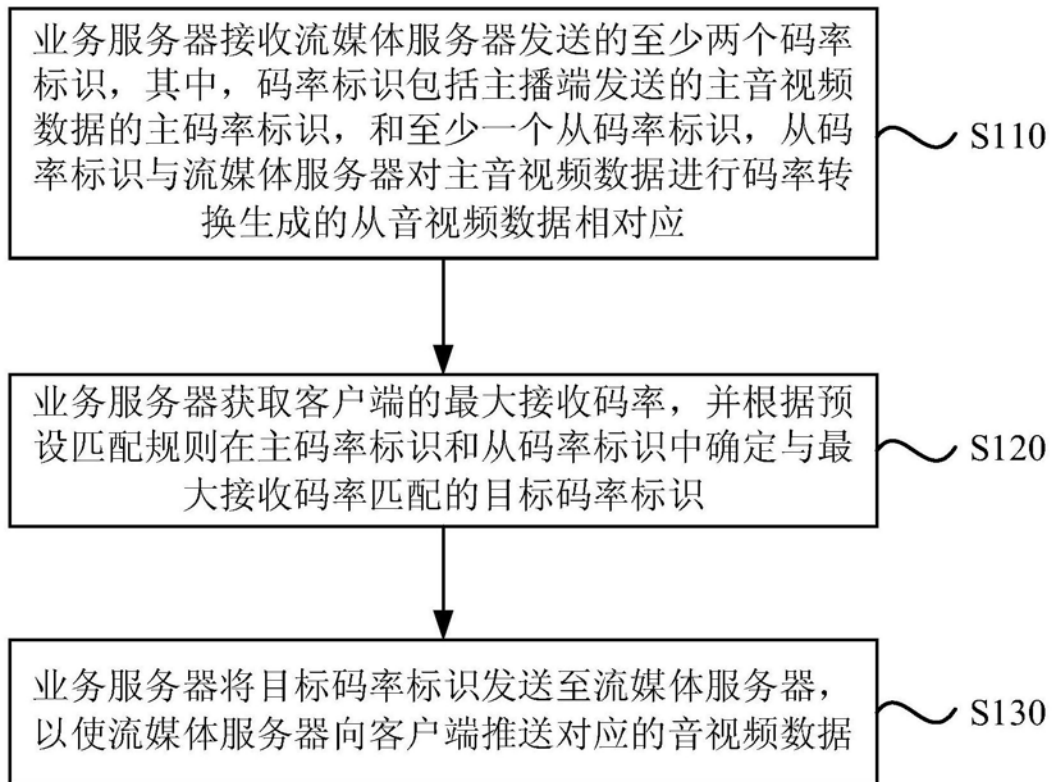 业务服务器接收流媒体服务器发送的至少两个码率
标识，其中，码率标识包括主播端发送的主音视频
数据的主码率标识，和至少一个从码率标识，从码
率标识与流媒体服务器对主音视频数据进行码率转
换生成的从音视频数据相对应
S110
业务服务器获取客户端的最大接收码率，并根据预
设匹配规则在主码率标识和从码率标识中确定与最
大接收码率匹配的目标码率标识
S120
业务服务器将目标码率标识发送至流媒体服务器，
以使流媒体服务器向客户端推送对应的音视频数据
S130